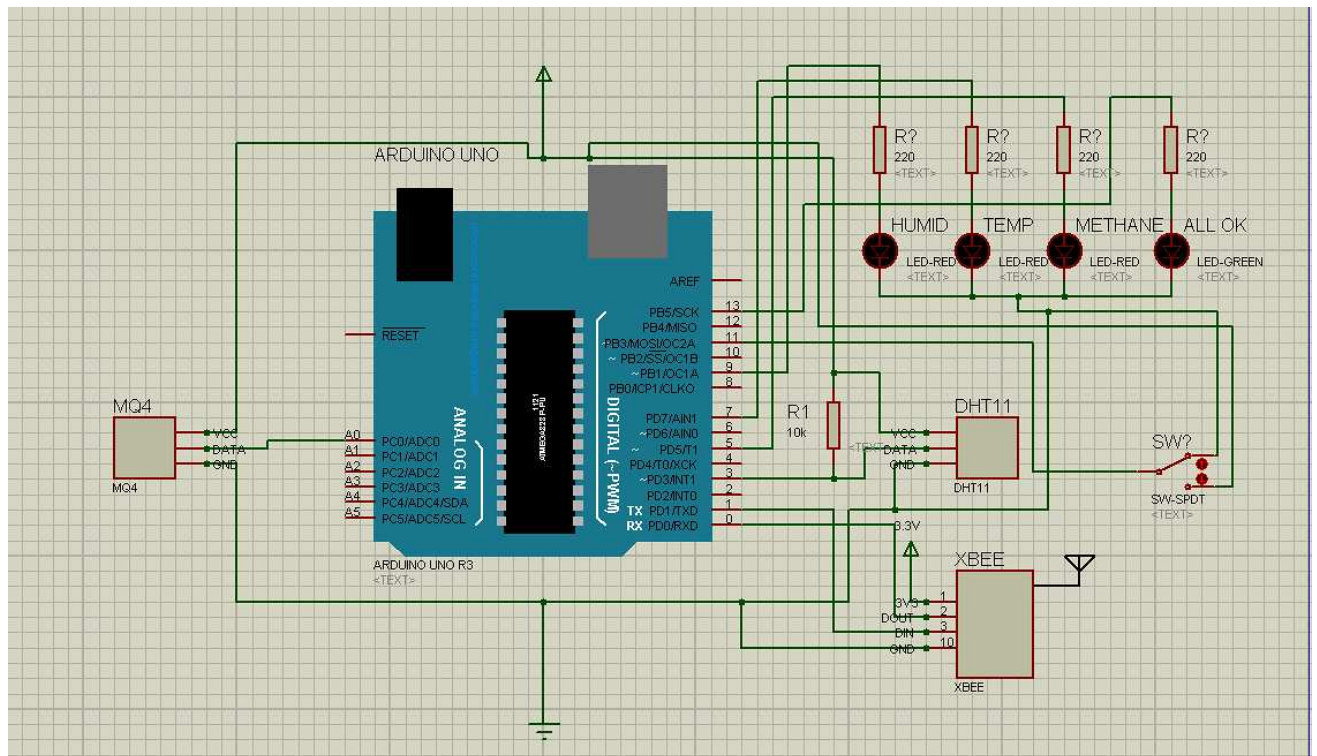 ARDUINO UNO
R?
220
<TEXT>
R?
220
<TEXT>
R?
220
<TEXT>
R?
220
<TEXT>
HUMID
LED-RED
<TEXT>
TEMP
LED-RED
<TEXT>
METHANE
LED-RED
<TEXT>
ALL OK
LED-GREEN
<TEXT>
AREF
RESET
13 PB5/SCK
12 PB4/MISO
11 PB3/MOSI/OC2A
10 ~ PB2/SS/OC1B
9 ~ PB1/OC1A
8 PB0/ICP1/CLKO
7 PD7/AIN1
6 ~ PD6/AIN0
5 ~ PD5/T1
4 PD4/T0/XCK
3 ~ PD3/INT1
2 PD2/INT0
1 TX PD1/TXD
0 RX PD0/RXD
DIGITAL (~PWM)
ANALOG IN
1121
A0 PC0/ADC0
A1 PC1/ADC1
A2 PC2/ADC2
A3 PC3/ADC3
A4 PC4/ADC4/SDA
A5 PC5/ADC5/SCL
ARDUINO UNO R3
<TEXT>
MQ4
VCC
DATA
GND
MQ4
R1
10k
<TEXT>
DHT11
VCC
DATA
GND
DHT11
SW?
SW-SPDT
<TEXT>
3.3V
XBEE
3V3 1
DOUT 2
DIN 3
GND 10
XBEE